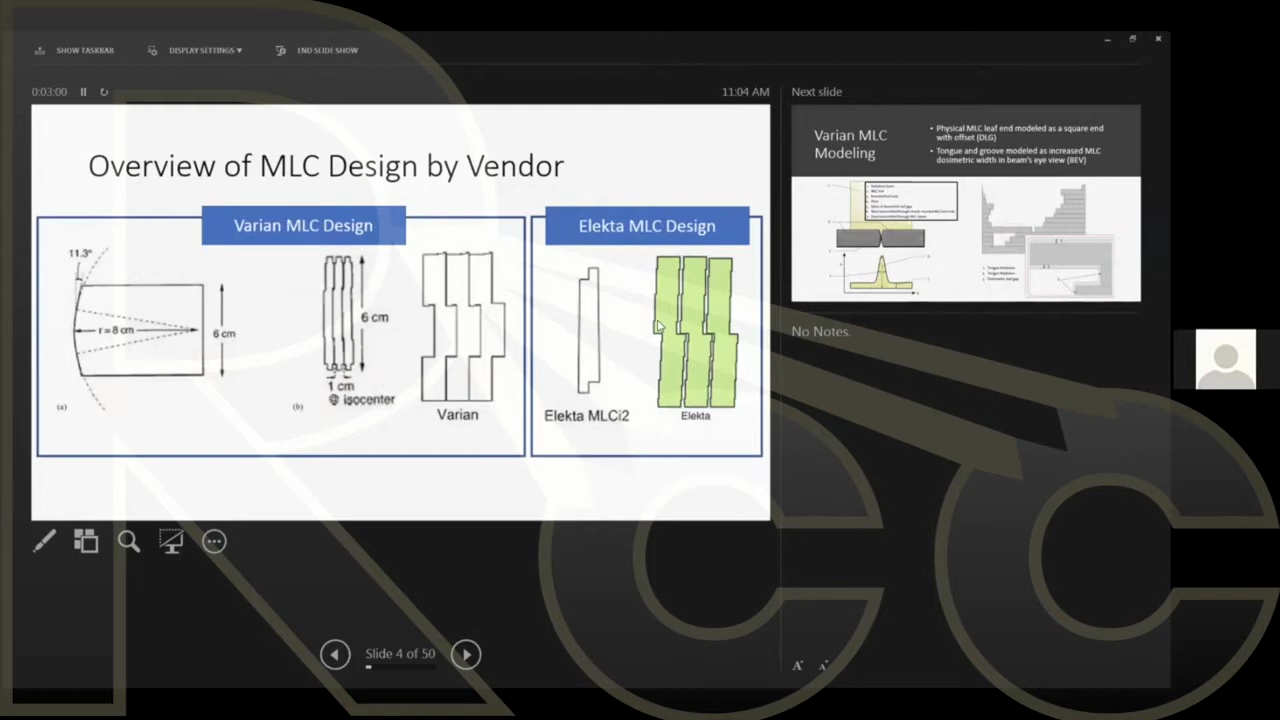 SHOW TASKBAR
DISPLAY SETTINGS ▾
END SLIDE SHOW
0:03:00
11:04 AM
Next slide
Overview of MLC Design by Vendor
Varian MLC Design
Elekta MLC Design
11.3°
r = 8 cm
6 cm
(a)
6 cm
1 cm
@ isocenter
(b)
Varian
Elekta MLCi2
Elekta
Varian MLC
Modeling
• Physical MLC leaf end modeled as a square end
with offset (DLG)
• Tongue and groove modeled as increased MLC
dosimetric width in beam's eye view (BEV)
No Notes.
Slide 4 of 50
A A
RCC